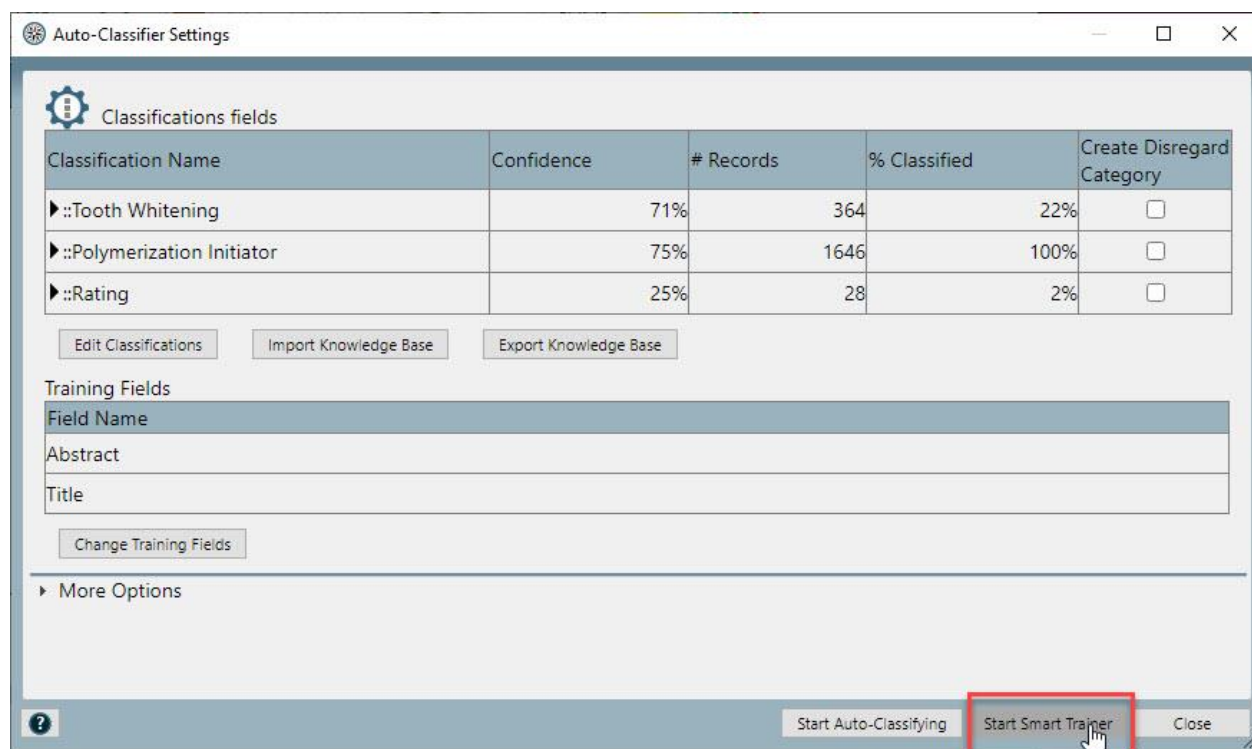 Auto-Classifier Settings
Classifications fields
Classification Name Confidence # Records % Classified Create Disregard Category
::Tooth Whitening 71% 364 22%
::Polymerization Initiator 75% 1646 100%
::Rating 25% 28 2%
Edit Classifications Import Knowledge Base Export Knowledge Base
Training Fields
Field Name
Abstract
Title
Change Training Fields
More Options
? Start Auto-Classifying Start Smart Trainer Close